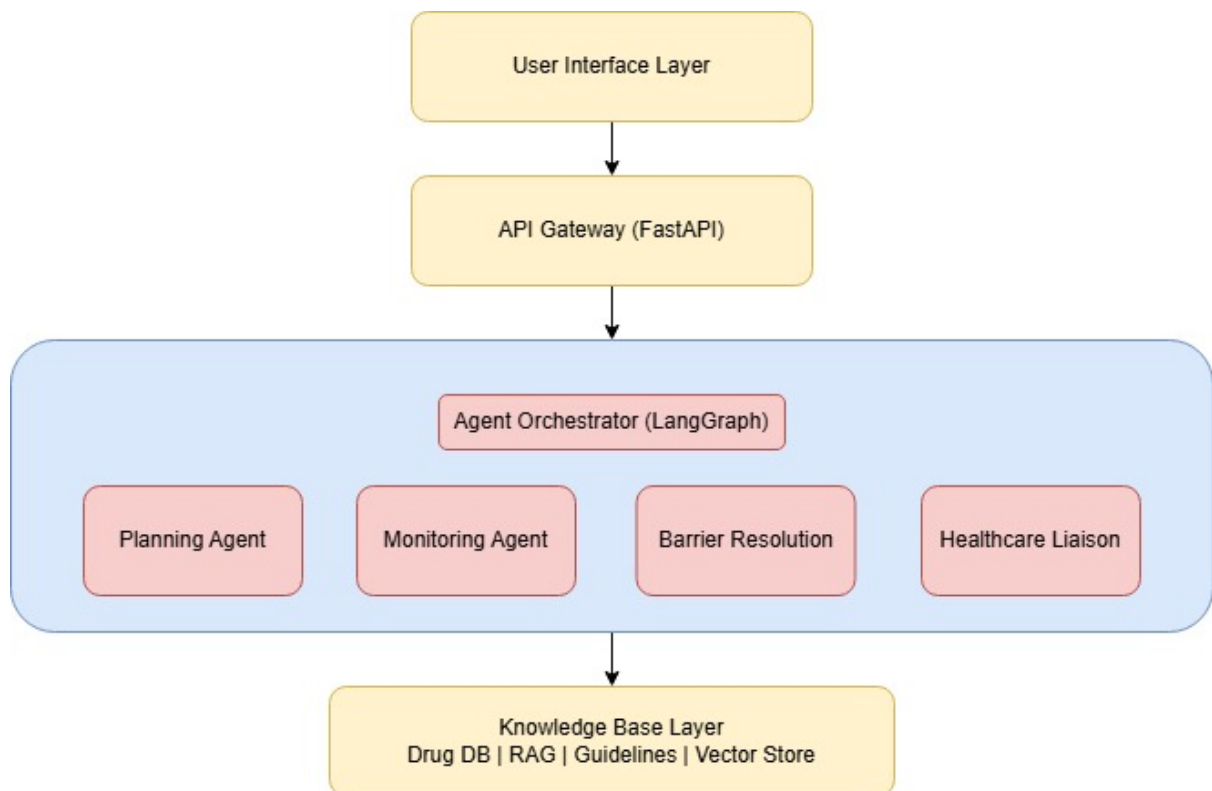 User Interface Layer
API Gateway (FastAPI)
Agent Orchestrator (LangGraph)
Planning Agent
Monitoring Agent
Barrier Resolution
Healthcare Liaison
Knowledge Base Layer
Drug DB | RAG | Guidelines | Vector Store